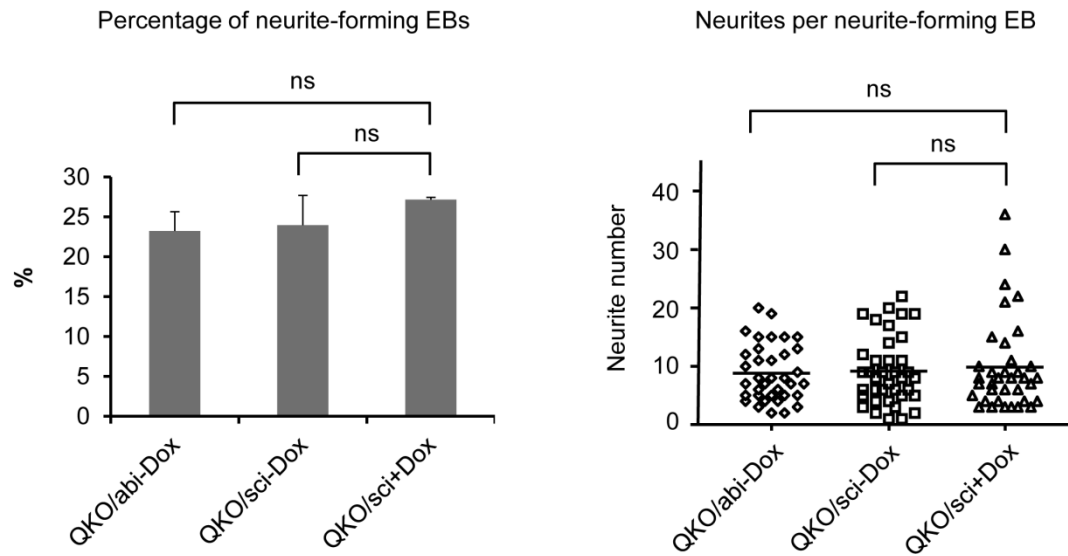 Percentage of neurite-forming EBs
ns
ns
%
30
25
20
15
10
5
0
QKO/abi-Dox
QKO/sci-Dox
QKO/sci+Dox
Neurites per neurite-forming EB
ns
ns
Neurite number
40
30
20
10
0
QKO/abi-Dox
QKO/sci-Dox
QKO/sci+Dox